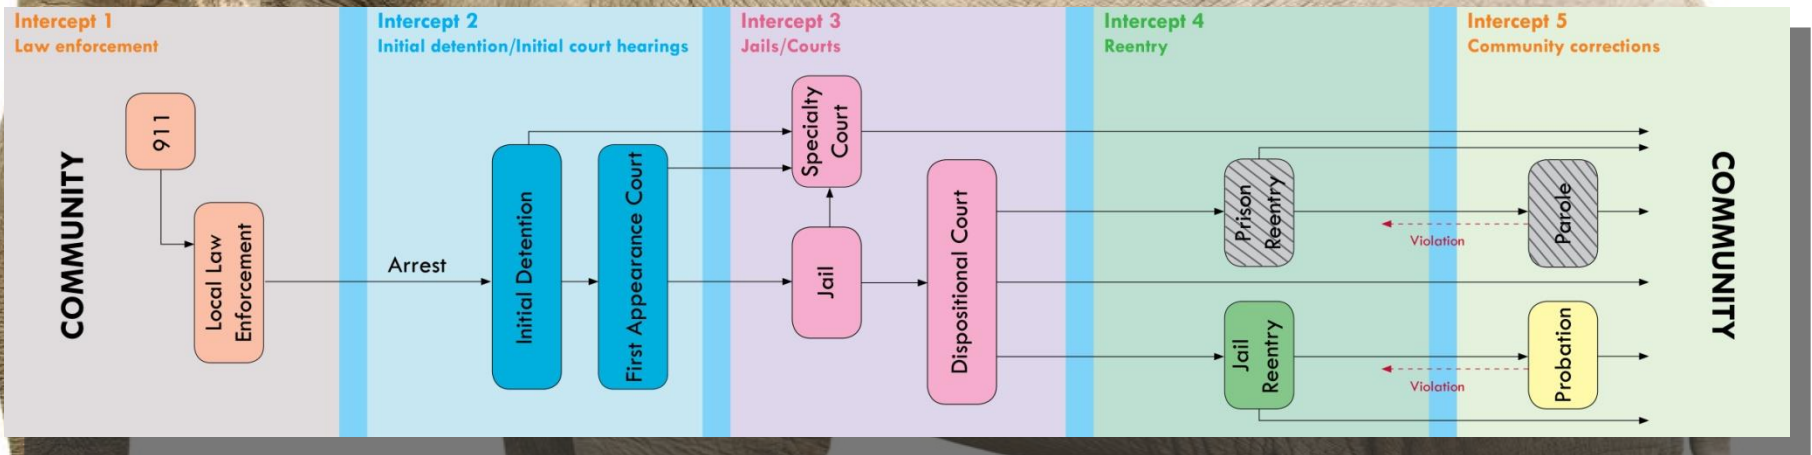 Intercept 1
Law enforcement
Intercept 2
Initial detention/Initial court hearings
Intercept 3
Jails/Courts
Intercept 4
Reentry
Intercept 5
Community corrections
COMMUNITY
911
Local Law
Enforcement
Arrest
Initial Detention
First Appearance Court
Specialty
Court
Jail
Dispositional Court
Prison
Reentry
Jail
Reentry
Violation
Violation
Parole
Probation
COMMUNITY